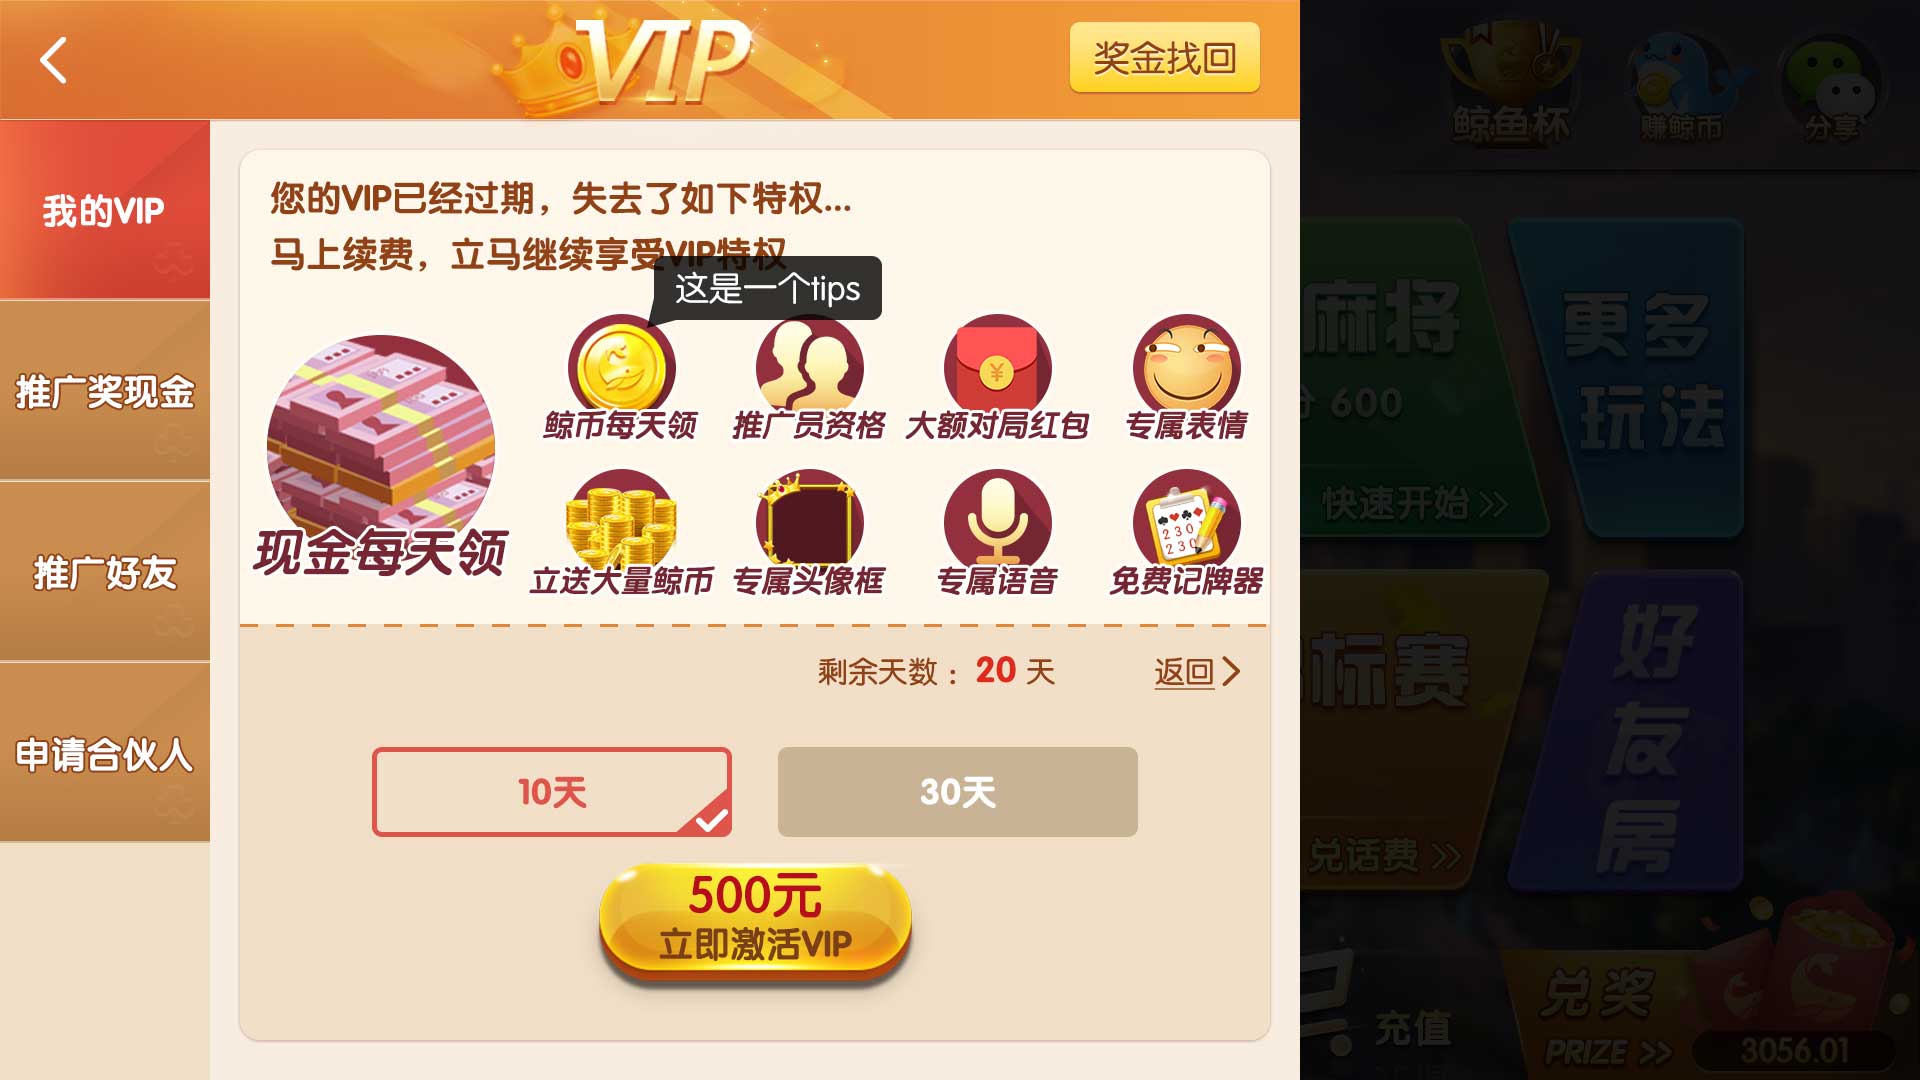 VIP
奖金找回
我的VIP
推广奖现金
推广好友
申请合伙人
您的VIP已经过期，失去了如下特权...
马上续费，立马继续享受VIP特权
这是一个tips
现金每天领
鲸币每天领
推广员资格
大额对局红包
专属表情
立送大量鲸币
专属头像框
专属语音
免费记牌器
剩余天数： 20 天
返回
10天
30天
500元
立即激活VIP
鲸鱼杯
赚鲸币
分享
麻将
600
快速开始 >>
更多
玩法
标赛
兑话费 >>
好
友
房
充值
兑奖
PRIZE >>
3056.01